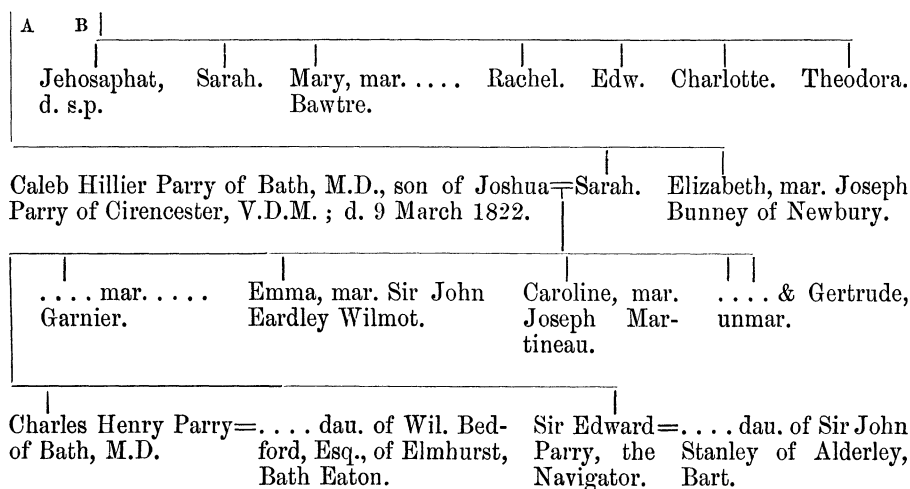 A B
Jehosaphat, Sarah. Mary, mar. . . . . Rachel. Edw. Charlotte. Theodora.
d. s.p. Bawtre.
Caleb Hillier Parry of Bath, M.D., son of Joshua=Sarah. Elizabeth, mar. Joseph
Parry of Cirencester, V.D.M. ; d. 9 March 1822. Bunney of Newbury.
. . . . mar. . . . . Emma, mar. Sir John Caroline, mar. . . . . & Gertrude,
Garnier. Eardley Wilmot. Joseph Mar- unmar.
tineau.
Charles Henry Parry=. . . . dau. of Wil. Bed- Sir Edward=. . . . dau. of Sir John
of Bath, M.D. ford, Esq., of Elmhurst, Parry, the Stanley of Alderley,
Bath Eaton. Navigator. Bart.